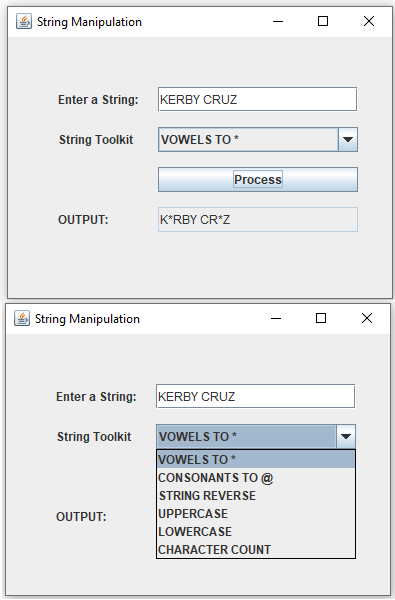 String Manipulation
Enter a String: KERBY CRUZ
String Toolkit VOWELS TO *
Process
OUTPUT: K*RBY CR*Z
String Manipulation
Enter a String: KERBY CRUZ
String Toolkit VOWELS TO *
VOWELS TO *
CONSONANTS TO @
STRING REVERSE
UPPERCASE
OUTPUT:
LOWERCASE
CHARACTER COUNT